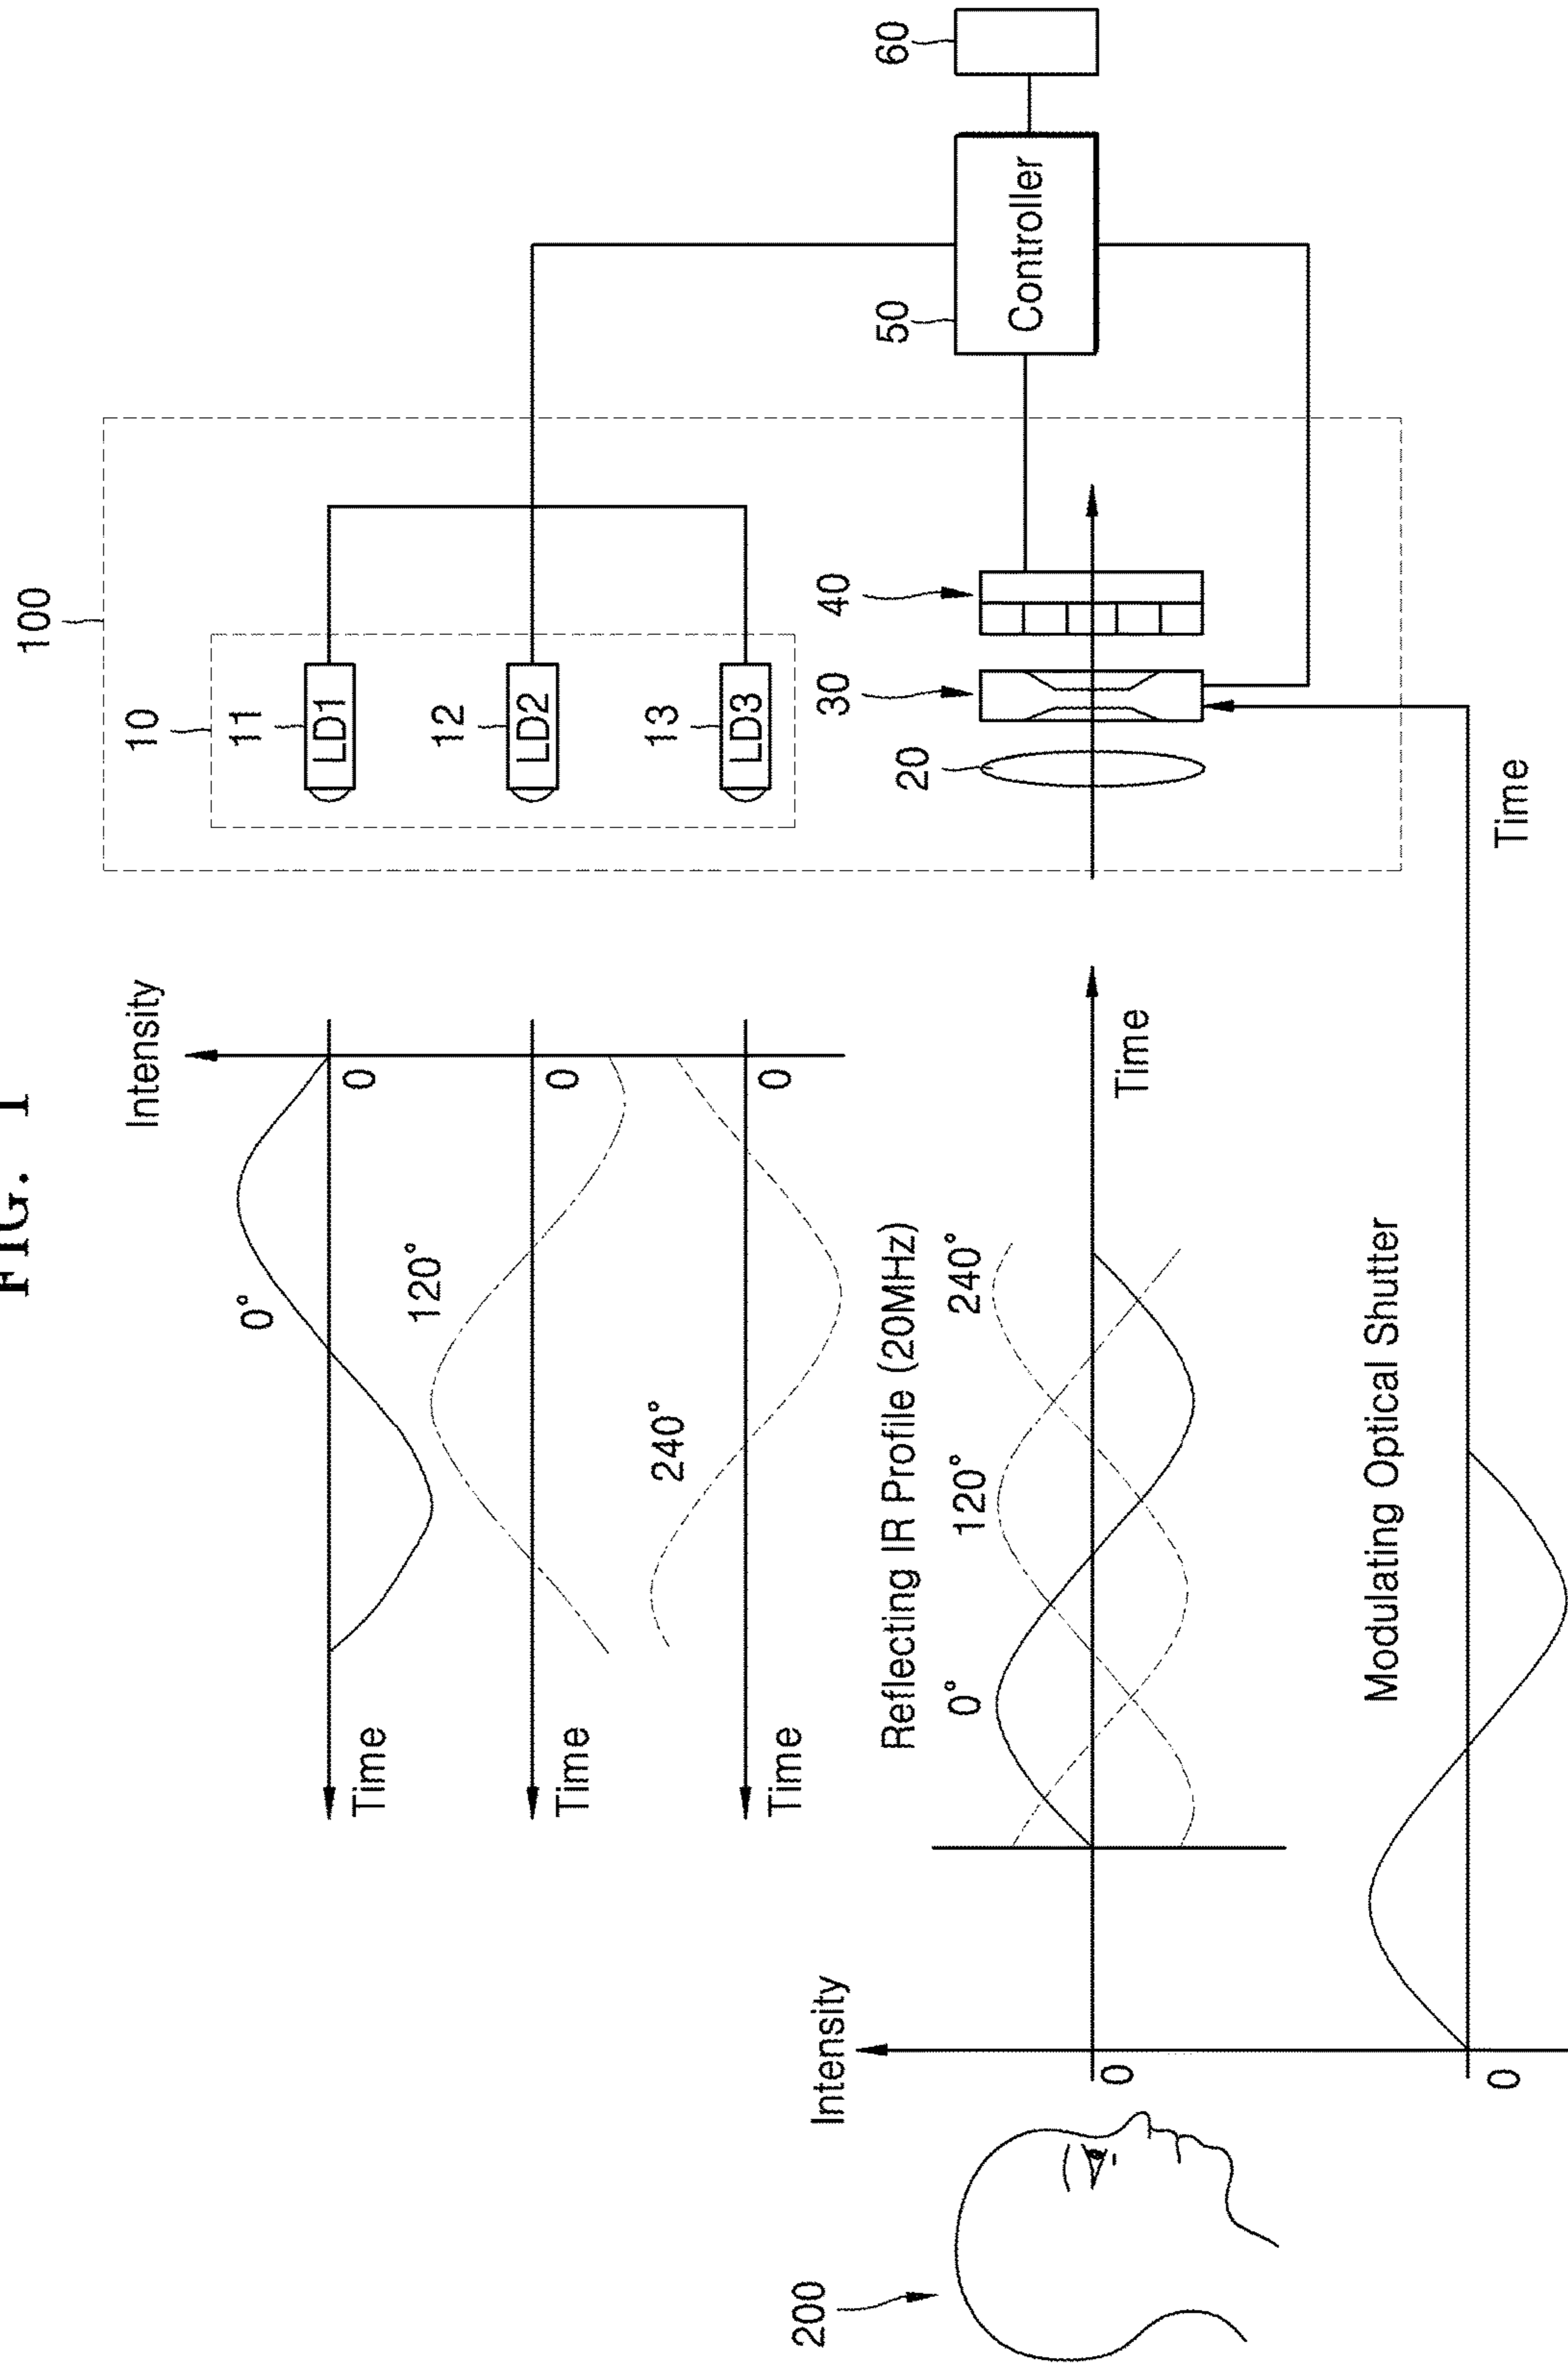 FIG. 1
100
10
11
LD1
12
LD2
13
LD3
Intensity
0°
0
Time
120°
0
Time
240°
0
Time
20
30
40
50
Controller
60
Reflecting IR Profile (20MHz)
0°
120°
240°
Intensity
0
Time
Modulating Optical Shutter
0
Time
200